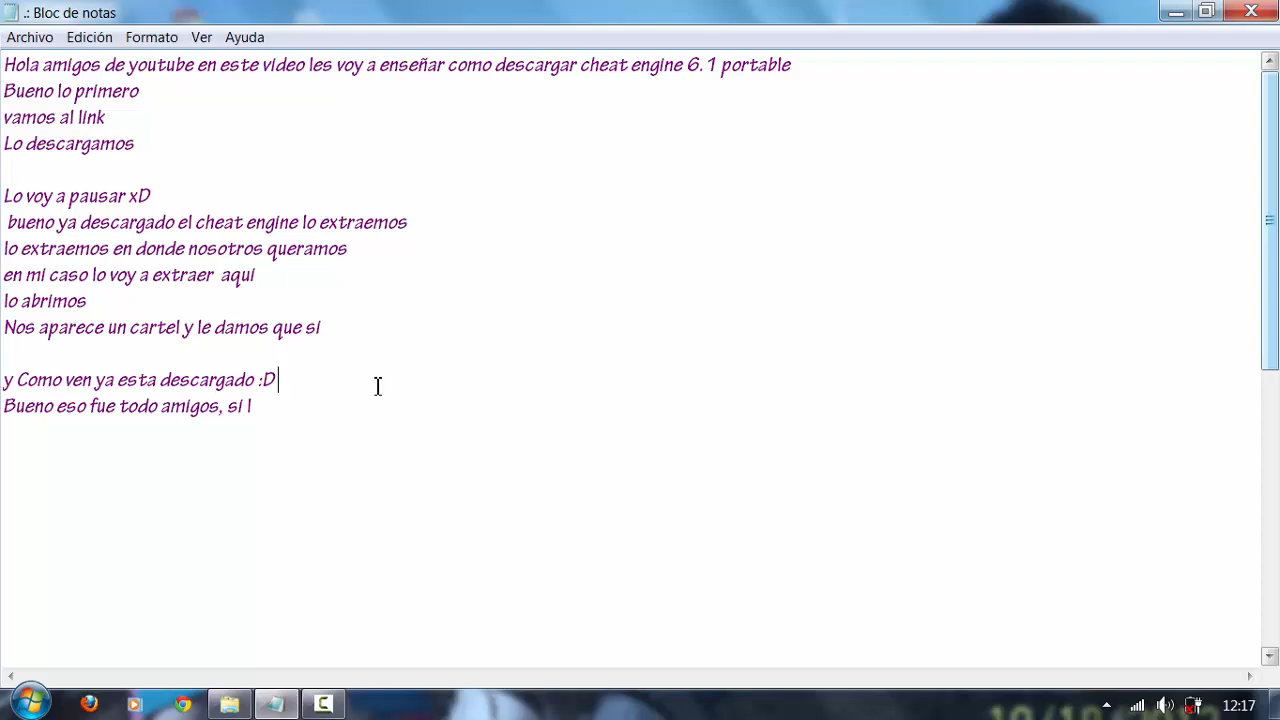 .: Bloc de notas
Archivo Edición Formato Ver Ayuda
Hola amigos de youtube en este video les voy a enseñar como descargar cheat engine 6.1 portable
Bueno lo primero
vamos al link
Lo descargamos
Lo voy a pausar xD
bueno ya descargado el cheat engine lo extraemos
lo extraemos en donde nosotros queramos
en mi caso lo voy a extraer aqui
lo abrimos
Nos aparece un cartel y le damos que si
y Como ven ya esta descargado :D
Bueno eso fue todo amigos, si l
12:17